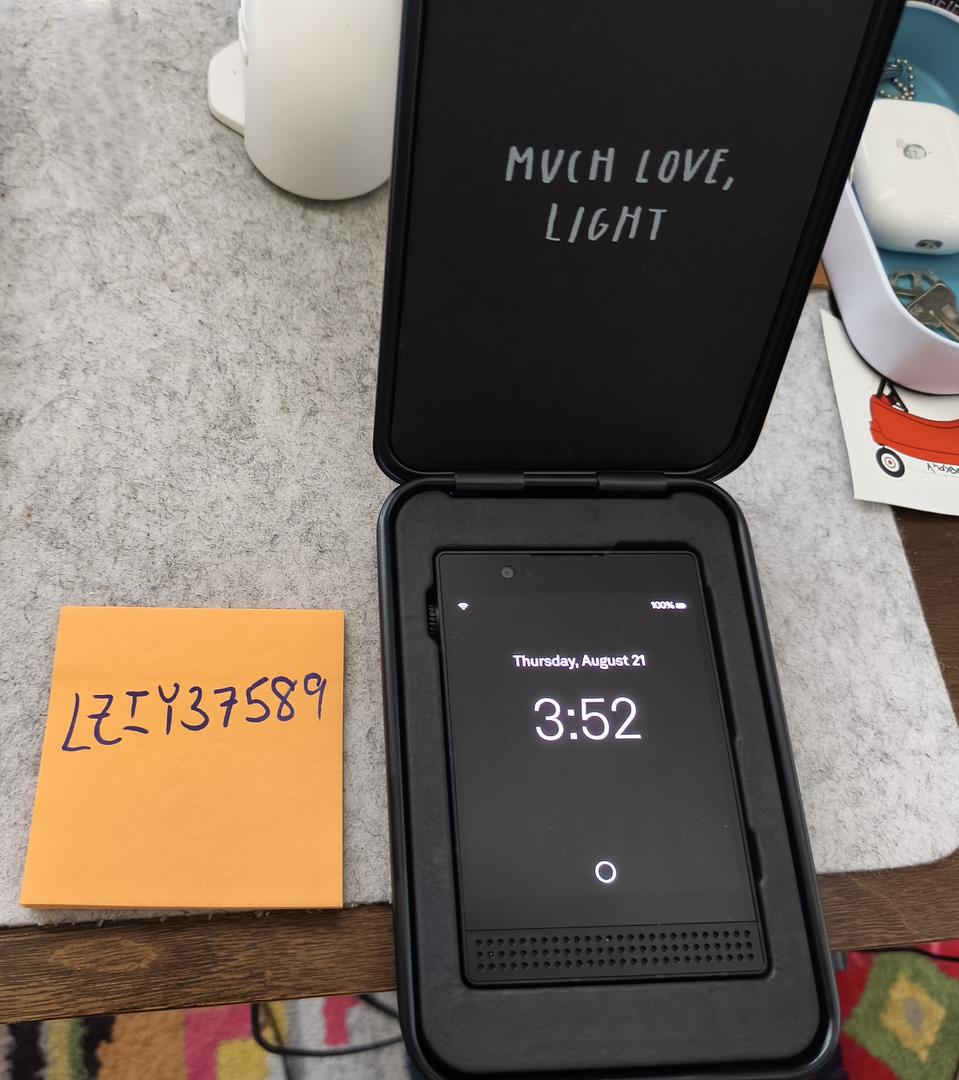 MUCH LOVE,
LIGHT
100%
Thursday, August 21
3:52
LZIY37589